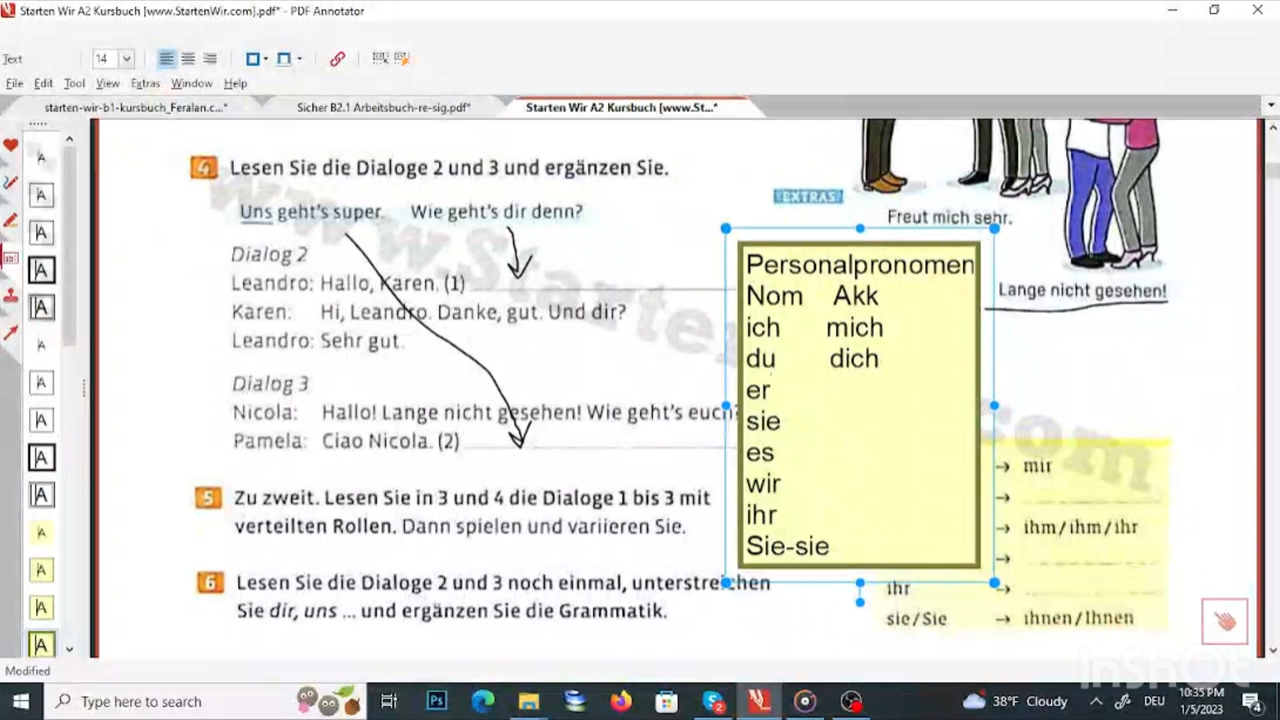 Starten Wir A2 Kursbuch [www.StartenWir.com].pdf* - PDF Annotator
Text 14
File Edit Tool View Extras Window Help
starten-wir-b1-kursbuch_Feralan.c...* Sicher B2.1 Arbeitsbuch-re-sig.pdf* Starten Wir A2 Kursbuch [www.St...*
4 Lesen Sie die Dialoge 2 und 3 und ergänzen Sie.
Uns geht's super. Wie geht's dir denn?
EXTRAS
Freut mich sehr.
Lange nicht gesehen!
Dialog 2
Leandro: Hallo, Karen. (1)
Karen: Hi, Leandro. Danke, gut. Und dir?
Leandro: Sehr gut.
Dialog 3
Nicola: Hallo! Lange nicht gesehen! Wie geht's euch?
Pamela: Ciao Nicola. (2)
5 Zu zweit. Lesen Sie in 3 und 4 die Dialoge 1 bis 3 mit
verteilten Rollen. Dann spielen und variieren Sie.
6 Lesen Sie die Dialoge 2 und 3 noch einmal, unterstreichen
Sie dir, uns ... und ergänzen Sie die Grammatik.
Personalpronomen
Nom Akk
ich mich
du dich
er
sie
es
wir
ihr
Sie-sie
→ mir
→
→ ihm/ihm/ihr
→
ihr →
sie/Sie → ihnen/Ihnen
Modified
InShOt
Type here to search
38°F Cloudy
DEU
10:35 PM
1/5/2023